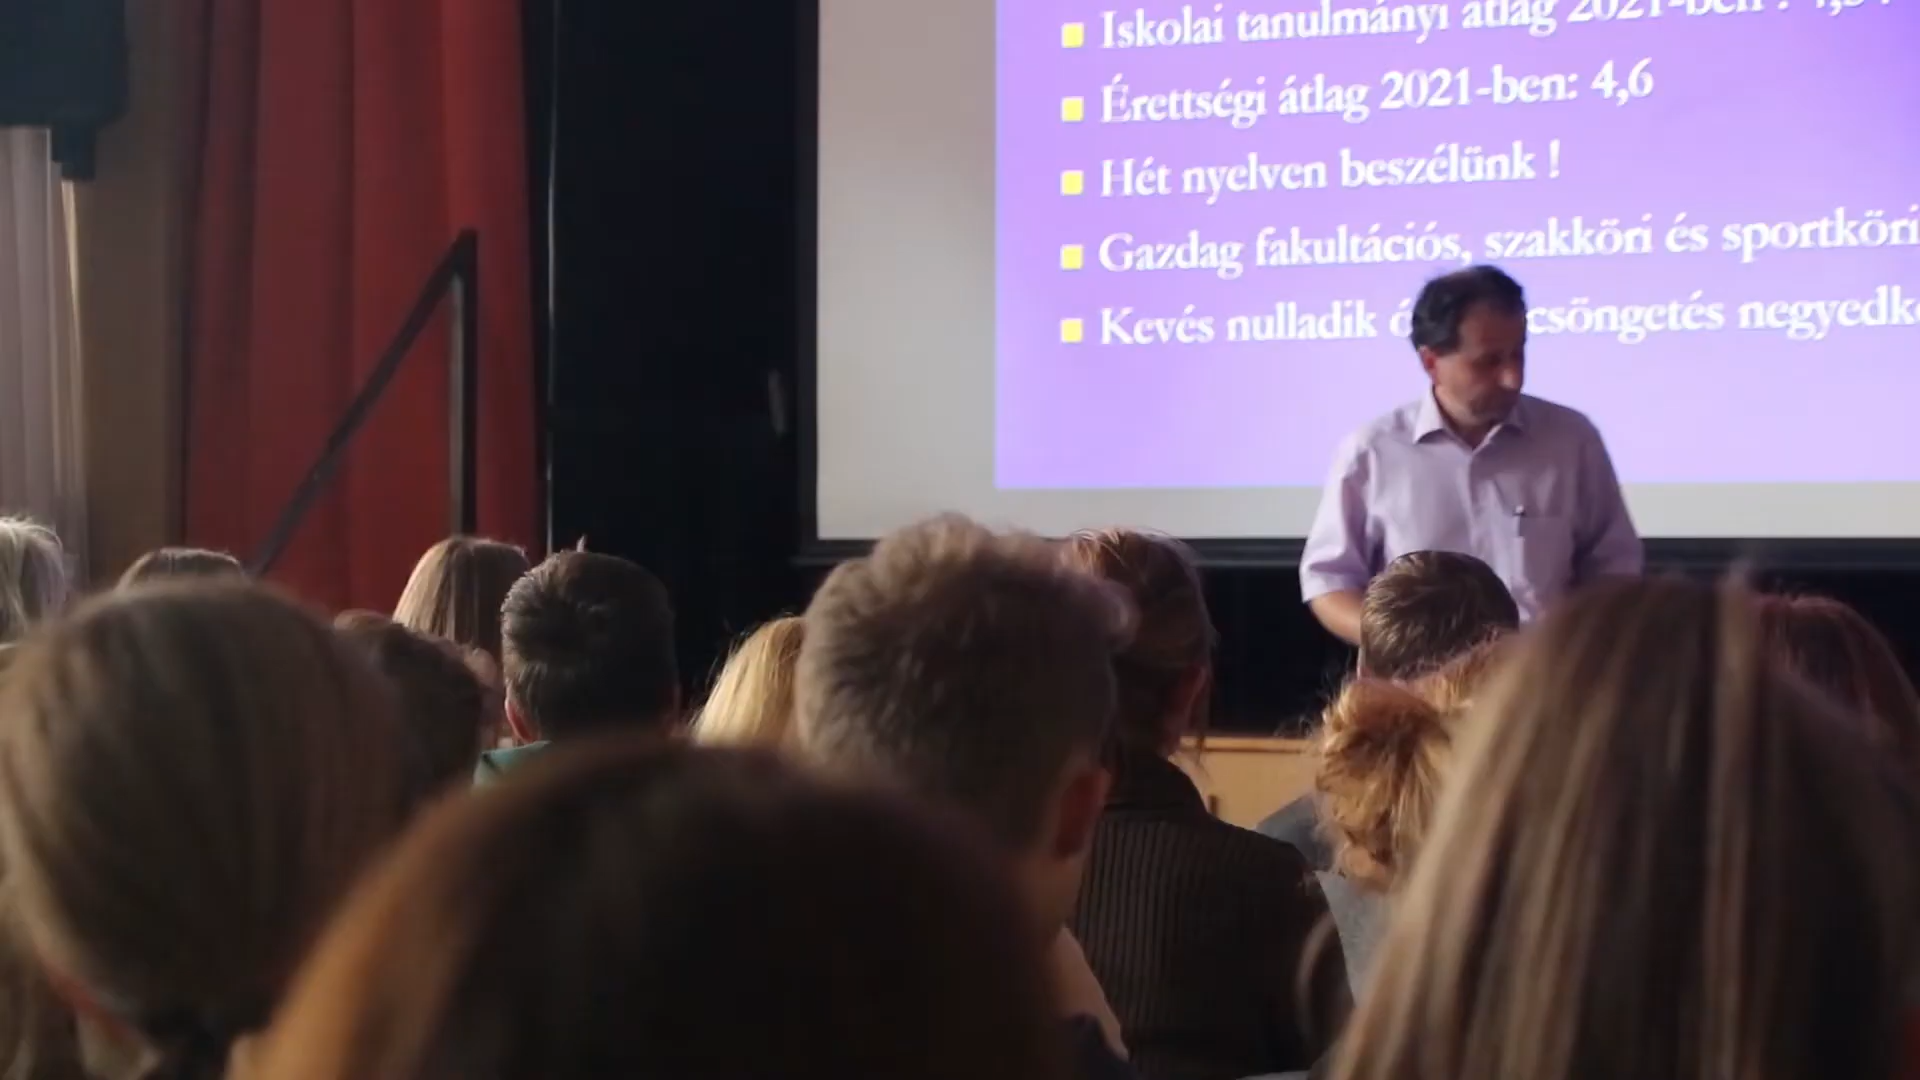 Iskolai tanulmányi átlag 2021-ben :
Érettségi átlag 2021-ben: 4,6
Hét nyelven beszélünk !
Gazdag fakultációs, szakköri és sportköri
Kevés nulladik csöngetés